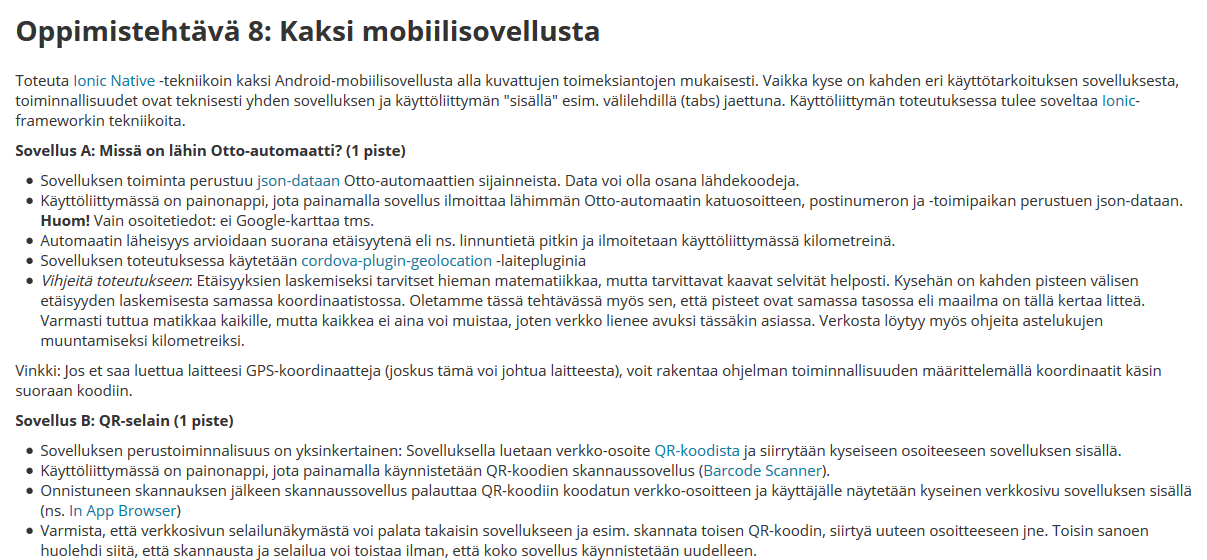 Oppimistehtävä 8: Kaksi mobiilisovellusta
Toteuta Ionic Native -tekniikoin kaksi Android-mobiilisovellusta alla kuvattujen toimeksiantojen mukaisesti. Vaikka kyse on kahden eri käyttötarkoituksen sovelluksesta,
toiminnallisuudet ovat teknisesti yhden sovelluksen ja käyttöliittymän "sisällä" esim. välilehdillä (tabs) jaettuna. Käyttöliittymän toteutuksessa tulee soveltaa Ionic-
frameworkin tekniikoita.
Sovellus A: Missä on lähin Otto-automaatti? (1 piste)
• Sovelluksen toiminta perustuu json-dataan Otto-automaattien sijainneista. Data voi olla osana lähdekoodeja.
• Käyttöliittymässä on painonappi, jota painamalla sovellus ilmoittaa lähimmän Otto-automaatin katuosoitteen, postinumeron ja -toimipaikan perustuen json-dataan.
Huom! Vain osoitetiedot: ei Google-karttaa tms.
• Automaatin läheisyys arvioidaan suorana etäisyytenä eli ns. linnuntietä pitkin ja ilmoitetaan käyttöliittymässä kilometreinä.
• Sovelluksen toteutuksessa käytetään cordova-plugin-geolocation -laitepluginia
• Vihjeitä toteutukseen: Etäisyyksien laskemiseksi tarvitset hieman matematiikkaa, mutta tarvittavat kaavat selvität helposti. Kysehän on kahden pisteen välisen
etäisyyden laskemisesta samassa koordinaatistossa. Oletamme tässä tehtävässä myös sen, että pisteet ovat samassa tasossa eli maailma on tällä kertaa litteä.
Varmasti tuttua matikkaa kaikille, mutta kaikkea ei aina voi muistaa, joten verkko lienee avuksi tässäkin asiassa. Verkosta löytyy myös ohjeita astelukujen
muuntamiseksi kilometreiksi.
Vinkki: Jos et saa luettua laitteesi GPS-koordinaatteja (joskus tämä voi johtua laitteesta), voit rakentaa ohjelman toiminnallisuuden määrittelemällä koordinaatit käsin
suoraan koodiin.
Sovellus B: QR-selain (1 piste)
• Sovelluksen perustoiminnalisuus on yksinkertainen: Sovelluksella luetaan verkko-osoite QR-koodista ja siirrytään kyseiseen osoiteeseen sovelluksen sisällä.
• Käyttöliittymässä on painonappi, jota painamalla käynnistetään QR-koodien skannaussovellus (Barcode Scanner).
• Onnistuneen skannauksen jälkeen skannaussovellus palauttaa QR-koodiin koodatun verkko-osoitteen ja käyttäjälle näytetään kyseinen verkkosivu sovelluksen sisällä
(ns. In App Browser)
• Varmista, että verkkosivun selailunäkymästä voi palata takaisin sovellukseen ja esim. skannata toisen QR-koodin, siirtyä uuteen osoitteeseen jne. Toisin sanoen
huolehdi siitä, että skannausta ja selailua voi toistaa ilman, että koko sovellus käynnistetään uudelleen.